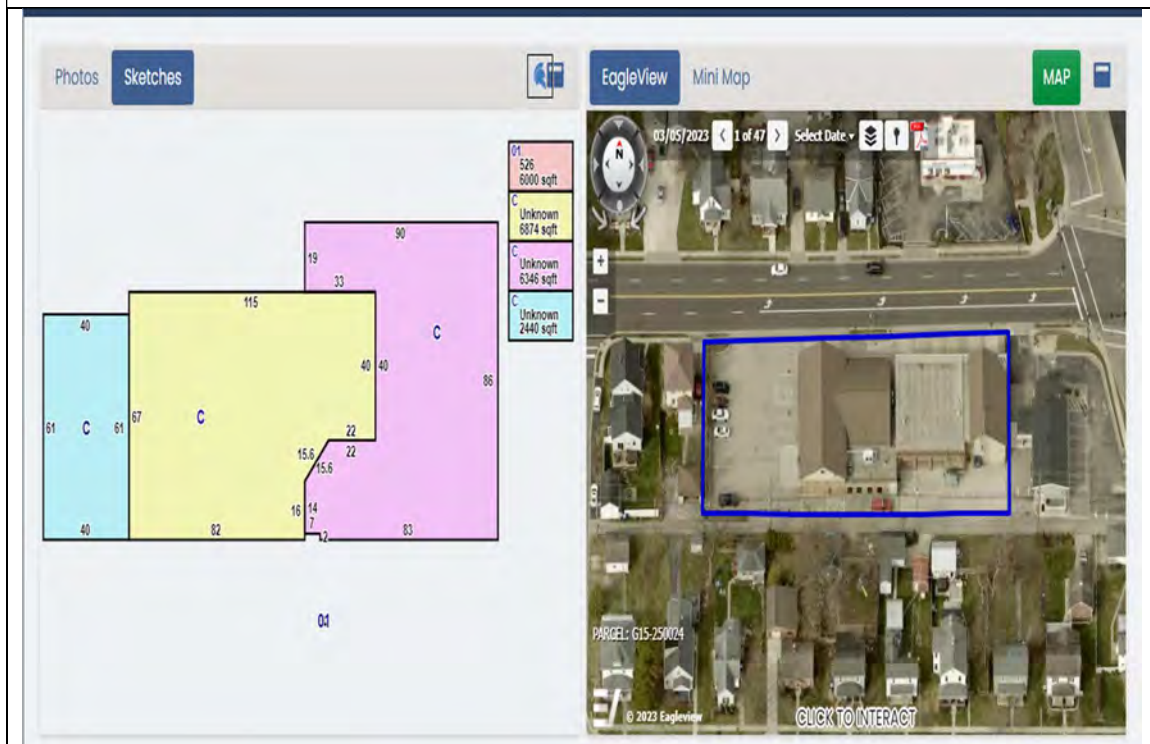 Photos Sketches
01
526
6000 sqft
C
Unknown
6874 sqft
C
Unknown
6346 sqft
C
Unknown
2440 sqft
90
19
33
115
40
C
40 40
86
61 C 61
67
C
22
22
15.6
15.6
16 14
7
2
40
82
83
01
EagleView Mini Map MAP
03/05/2023 1 of 47 Select Date
N
+
-
PARCEL: G15-250024
© 2023 Eagleview
CLICK TO INTERACT